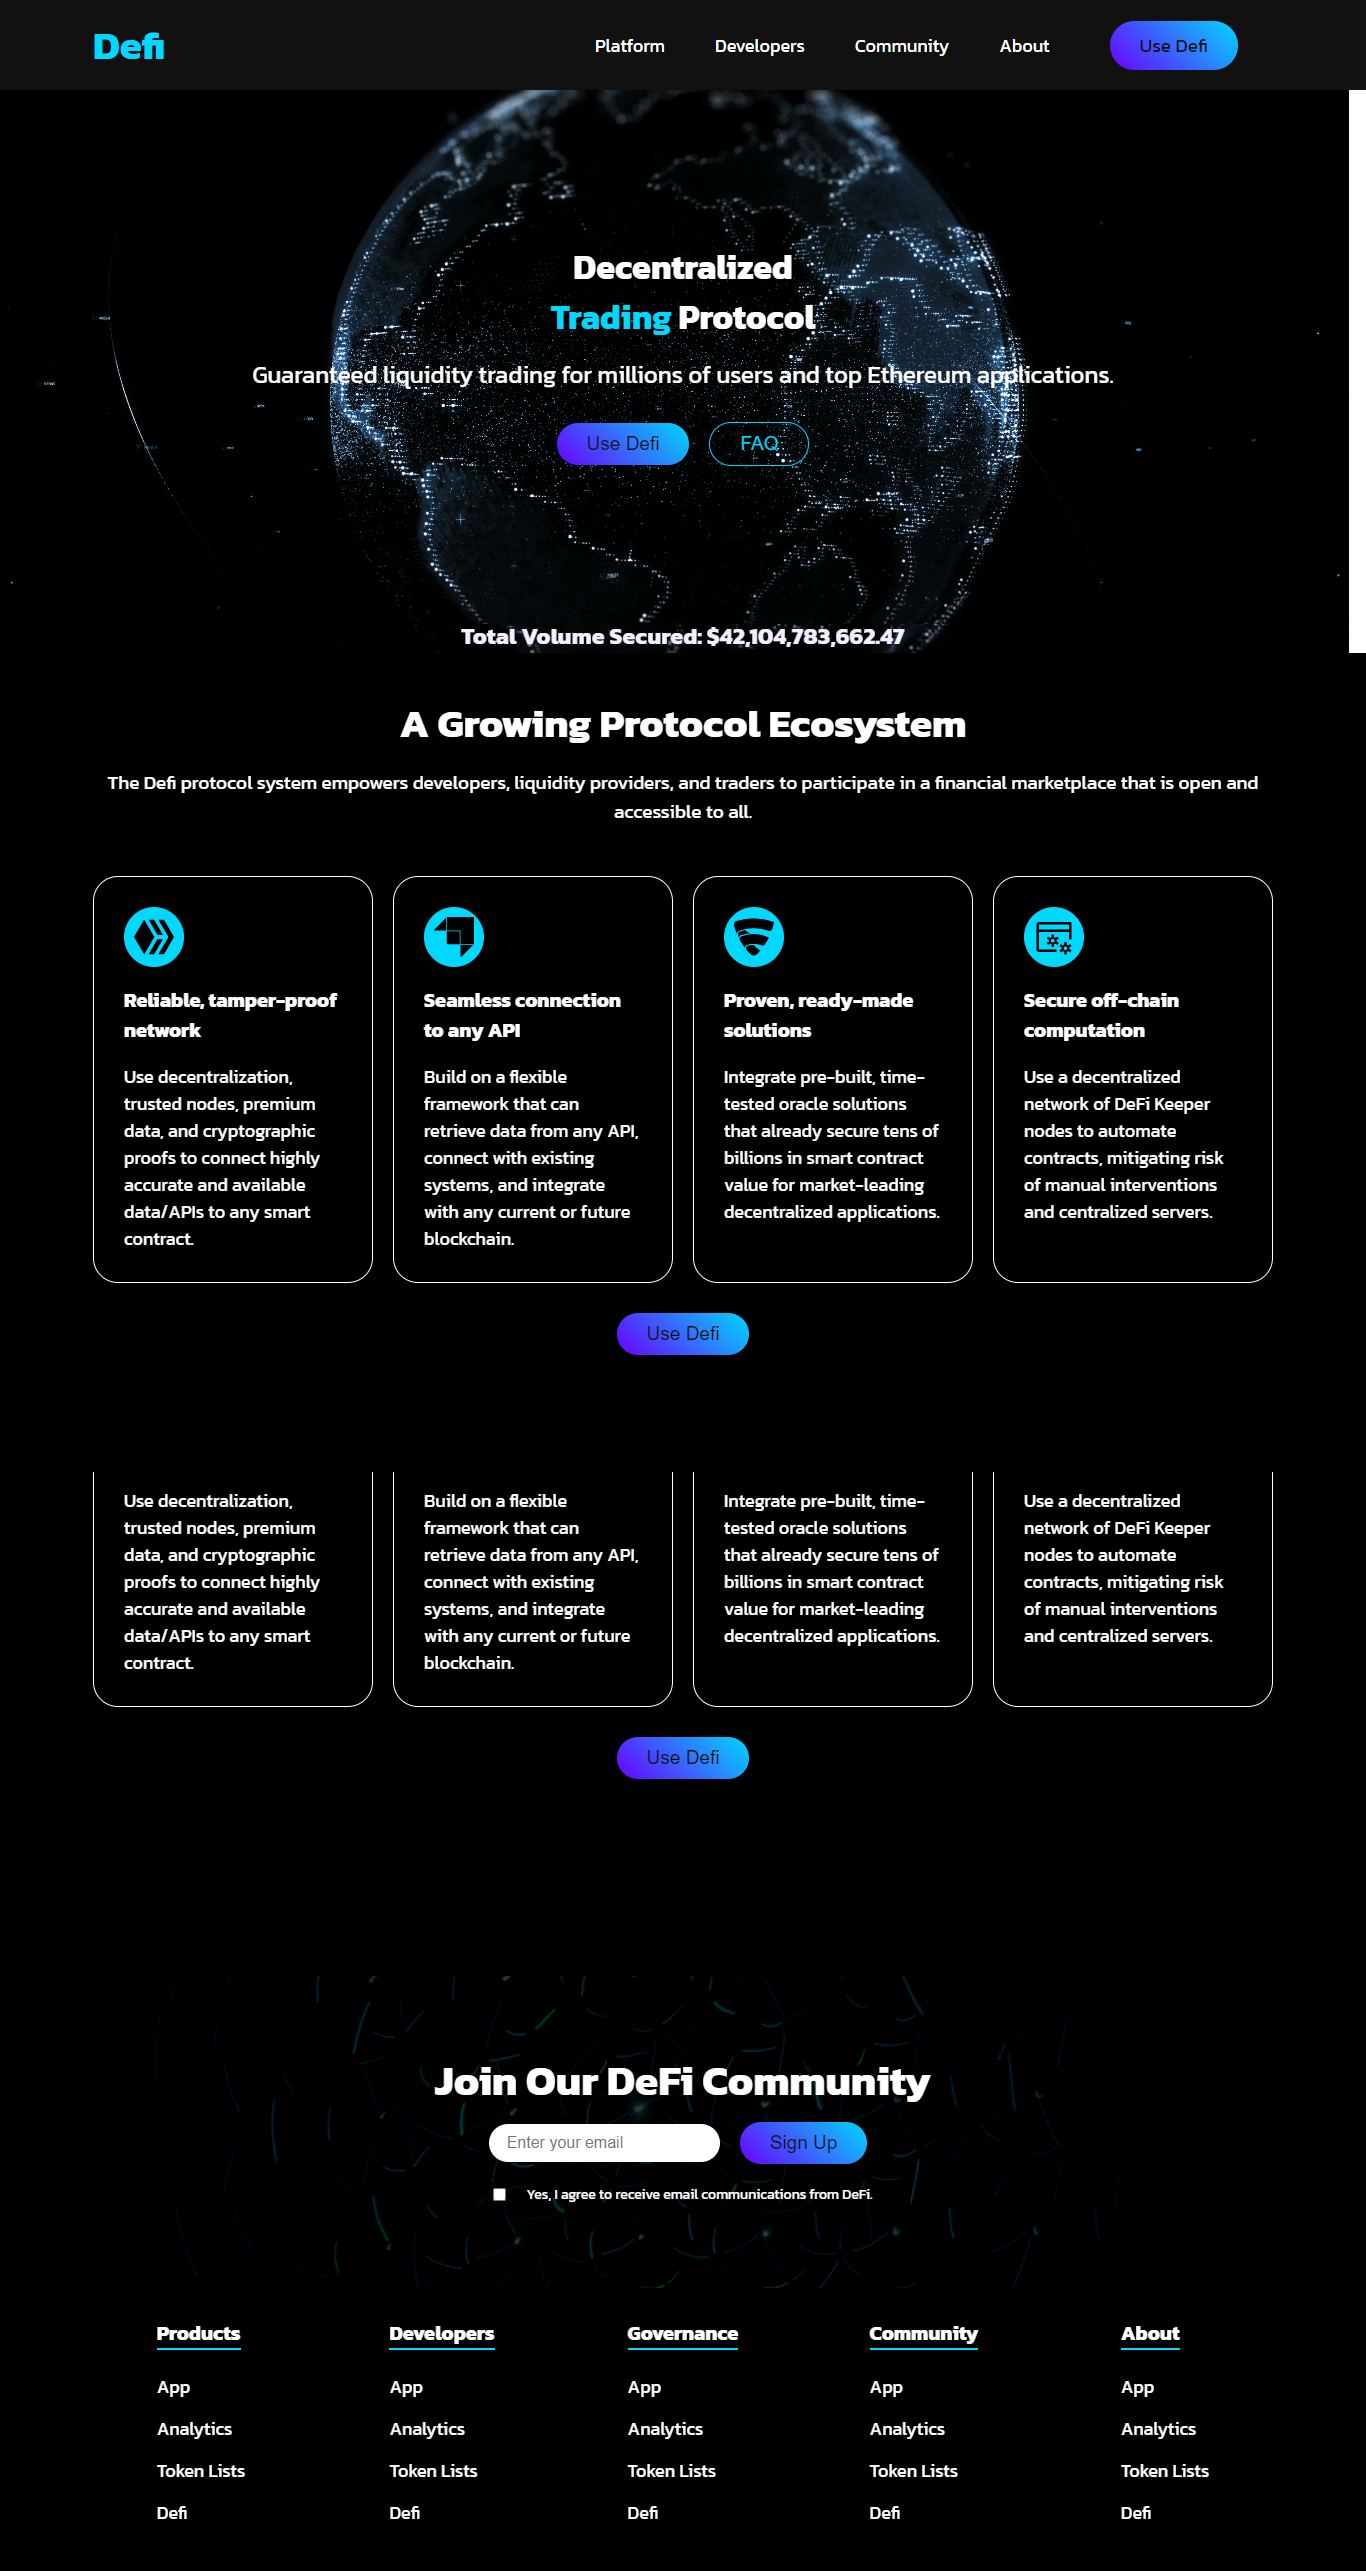 Defi
Platform
Developers
Community
About
Use Defi
Decentralized
Trading Protocol
Guaranteed liquidity trading for millions of users and top Ethereum applications.
Use Defi
FAQ
Total Volume Secured: $42,104,783,662.47
A Growing Protocol Ecosystem
The Defi protocol system empowers developers, liquidity providers, and traders to participate in a financial marketplace that is open and
accessible to all.
Reliable, tamper-proof
network
Use decentralization,
trusted nodes, premium
data, and cryptographic
proofs to connect highly
accurate and available
data/APIs to any smart
contract.
Seamless connection
to any API
Build on a flexible
framework that can
retrieve data from any API,
connect with existing
systems, and integrate
with any current or future
blockchain.
Proven, ready-made
solutions
Integrate pre-built, time-
tested oracle solutions
that already secure tens of
billions in smart contract
value for market-leading
decentralized applications.
Secure off-chain
computation
Use a decentralized
network of DeFi Keeper
nodes to automate
contracts, mitigating risk
of manual interventions
and centralized servers.
Use Defi
Use decentralization,
trusted nodes, premium
data, and cryptographic
proofs to connect highly
accurate and available
data/APIs to any smart
contract.
Build on a flexible
framework that can
retrieve data from any API,
connect with existing
systems, and integrate
with any current or future
blockchain.
Integrate pre-built, time-
tested oracle solutions
that already secure tens of
billions in smart contract
value for market-leading
decentralized applications.
Use a decentralized
network of DeFi Keeper
nodes to automate
contracts, mitigating risk
of manual interventions
and centralized servers.
Use Defi
Join Our DeFi Community
Enter your email
Sign Up
Yes, I agree to receive email communications from DeFi.
Products
App
Analytics
Token Lists
Defi
Developers
App
Analytics
Token Lists
Defi
Governance
App
Analytics
Token Lists
Defi
Community
App
Analytics
Token Lists
Defi
About
App
Analytics
Token Lists
Defi